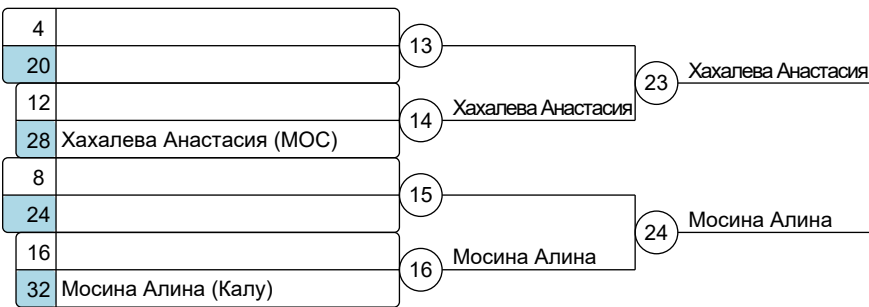 4
13
20
23 Хахалева Анастасия
12
14 Хахалева Анастасия
28 Хахалева Анастасия (МОС)
8
15
24
24 Мосина Алина
16
16 Мосина Алина
32 Мосина Алина (Калу)